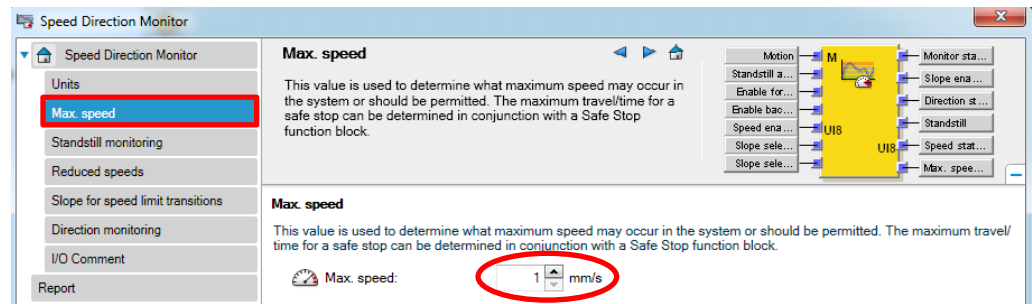 Speed Direction Monitor
x
Speed Direction Monitor
Units
Max. speed
Standstill monitoring
Reduced speeds
Slope for speed limit transitions
Direction monitoring
I/O Comment
Report
Max. speed
This value is used to determine what maximum speed may occur in
the system or should be permitted. The maximum travel/time for a
safe stop can be determined in conjunction with a Safe Stop
function block.
Motion
Standstill a...
Enable for...
Enable bac...
Speed ena...
Slope sele...
Slope sele...
M
UI8
UI8
Monitor sta...
Slope ena...
Direction st...
Standstill
Speed stat...
Max. spee...
Max. speed
This value is used to determine what maximum speed may occur in the system or should be permitted. The maximum travel/
time for a safe stop can be determined in conjunction with a Safe Stop function block.
Max. speed: 1 mm/s